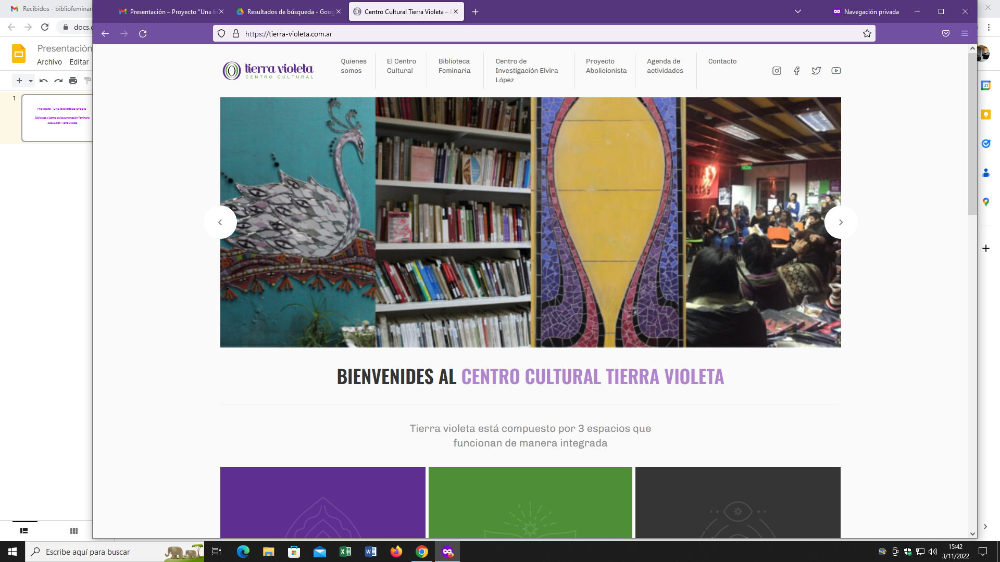 Recibidos - bibliofeminar
Presentación – Proyecto “Una b
Resultados de búsqueda - Goog
Centro Cultural Tierra Violeta – E
Navegación privada
docs.g
https://tierra-violeta.com.ar
Presentación
Archivo Editar
1
Proyecto “Una biblioteca propia”
Biblioteca y Centro de Documentación Feminaria
Asociación Tierra Violeta
tierra violeta
CENTRO CULTURAL
Quienes
somos
El Centro
Cultural
Biblioteca
Feminaria
Centro de
Investigación Elvira
López
Proyecto
Abolicionista
Agenda de
actividades
Contacto
31
SALIDA
BIENVENIDES AL CENTRO CULTURAL TIERRA VIOLETA
Tierra violeta está compuesto por 3 espacios que
funcionan de manera integrada
Escribe aquí para buscar
15:42
3/11/2022